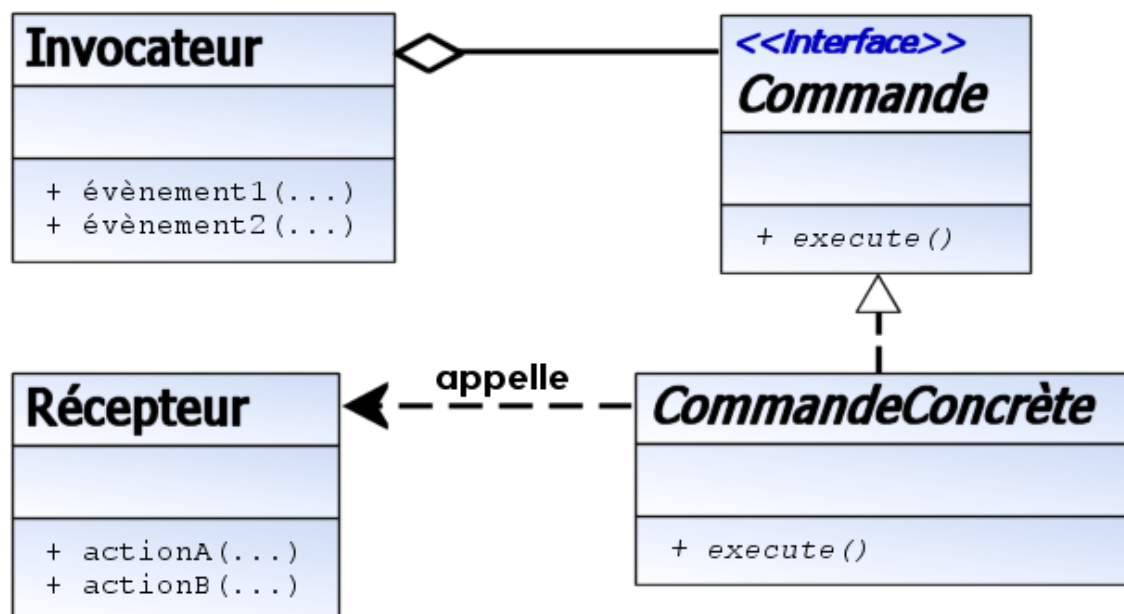 Invocateur
+ évènement1(...)
+ évènement2(...)
<<Interface>>
Commande
+ execute()
Récepteur
+ actionA(...)
+ actionB(...)
appelle
CommandeConcrète
+ execute()